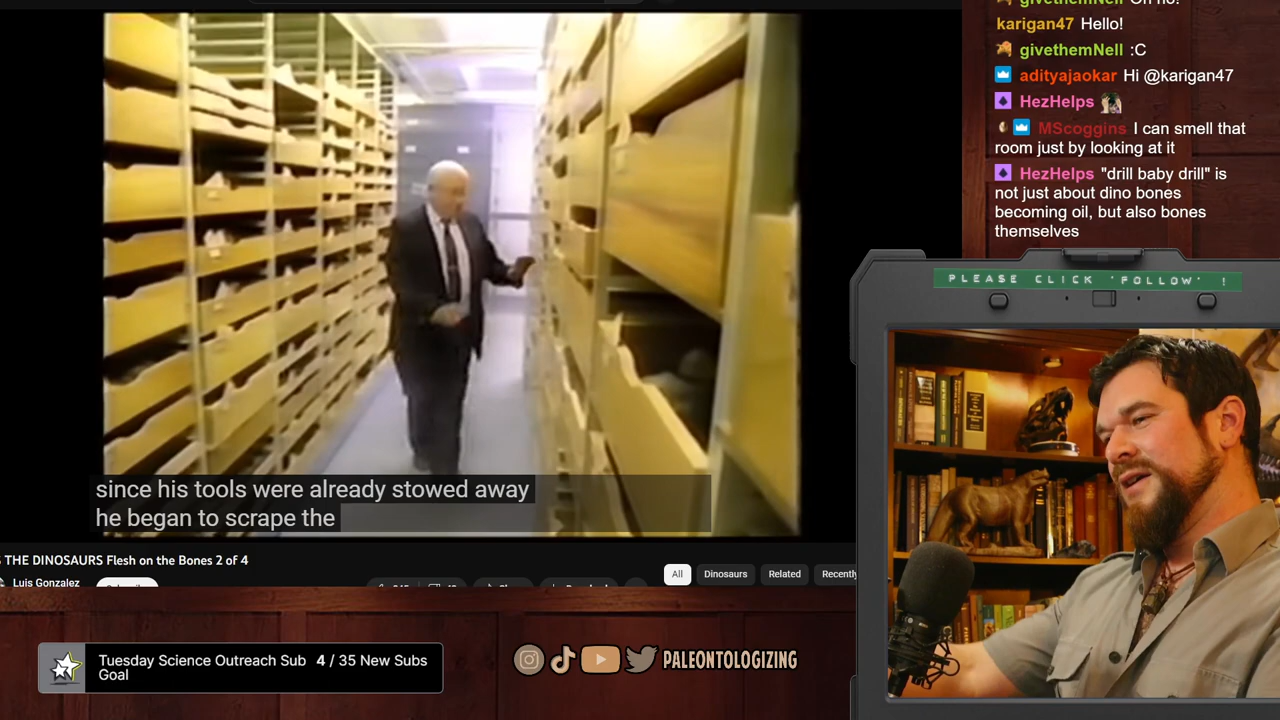 karigan47 Hello!
givethemNell :C
adityajaokar Hi @karigan47
HezHelps
MScoggins I can smell that
room just by looking at it
HezHelps "drill baby drill" is
not just about dino bones
becoming oil, but also bones
themselves
PLEASE CLICK 'FOLLOW' !
since his tools were already stowed away
he began to scrape the
THE DINOSAURS Flesh on the Bones 2 of 4
Luis Gonzalez
All
Dinosaurs
Related
Recently
Tuesday Science Outreach Sub 4 / 35 New Subs
Goal
PALEONTOLOGIZING